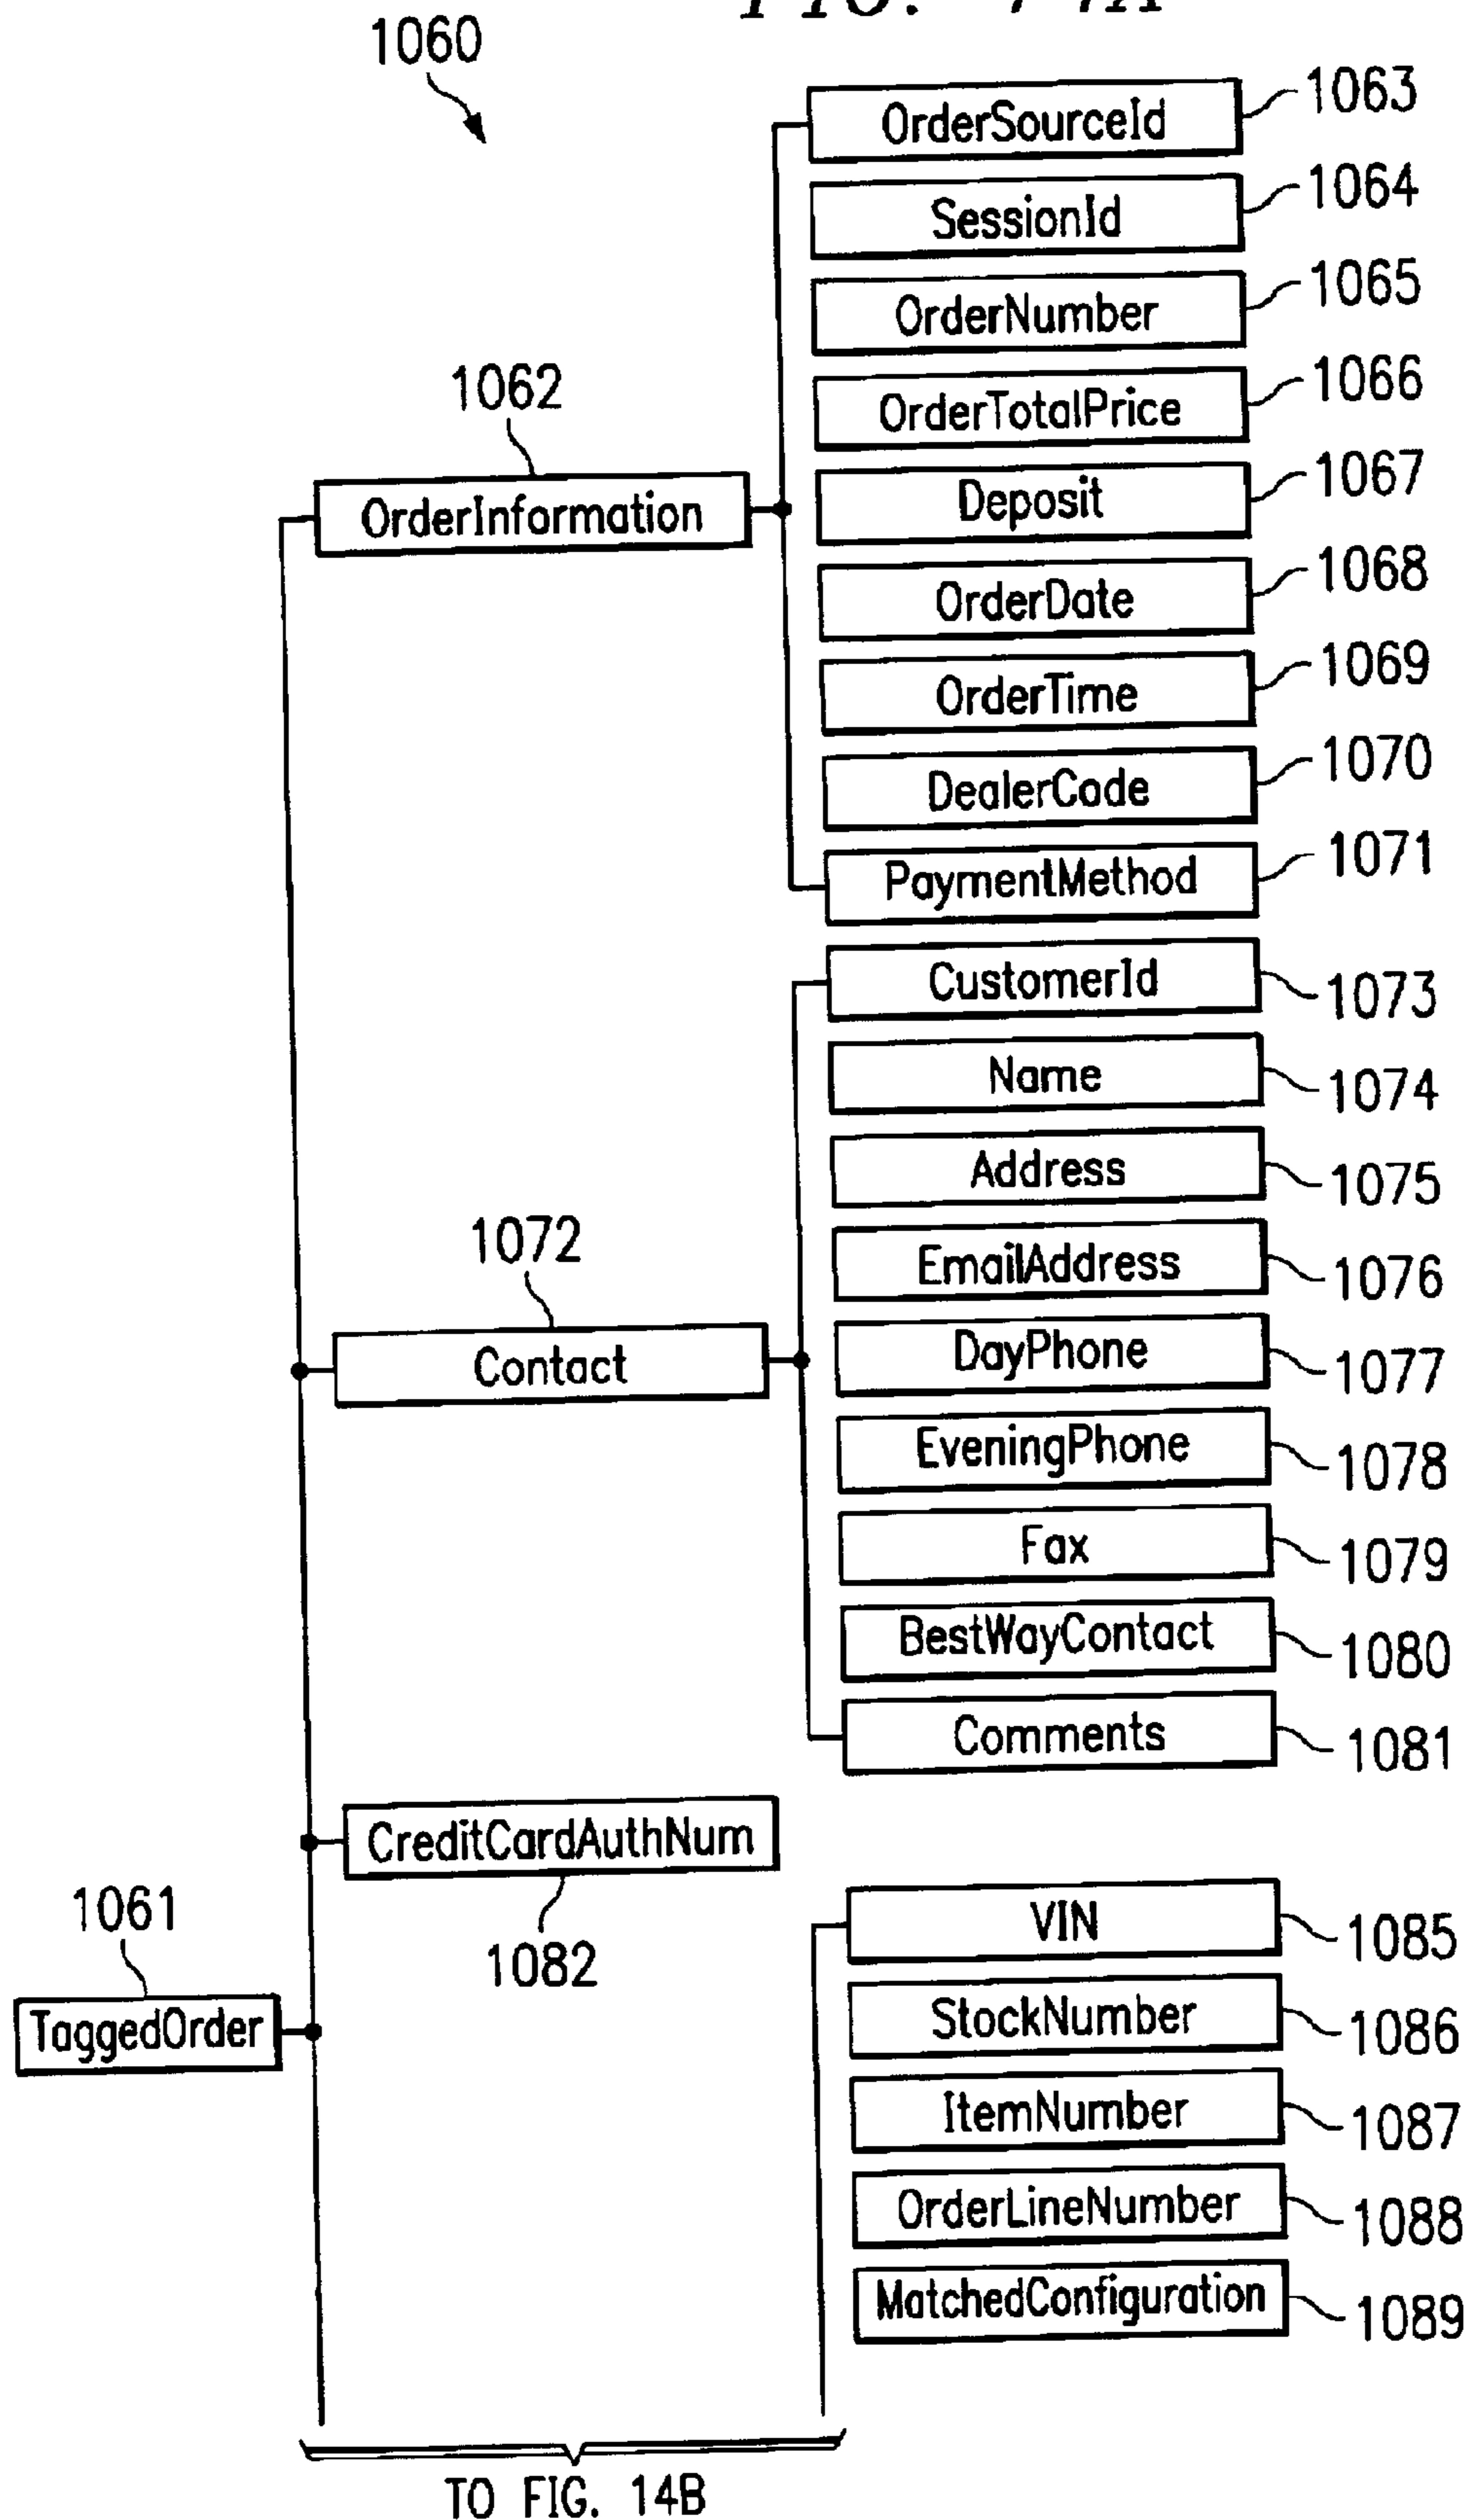 FIG. 14A
1060
OrderSourceId 1063
SessionId 1064
OrderNumber 1065
OrderTotalPrice 1066
1062
Deposit 1067
OrderInformation
OrderDate 1068
OrderTime 1069
DealerCode 1070
PaymentMethod 1071
CustomerId 1073
Name 1074
Address 1075
EmailAddress 1076
1072
DayPhone 1077
Contact
EveningPhone 1078
Fax 1079
BestWayContact 1080
Comments 1081
CreditCardAuthNum
1082
1061
TaggedOrder
VIN 1085
StockNumber 1086
ItemNumber 1087
OrderLineNumber 1088
MatchedConfiguration 1089
TO FIG. 14B